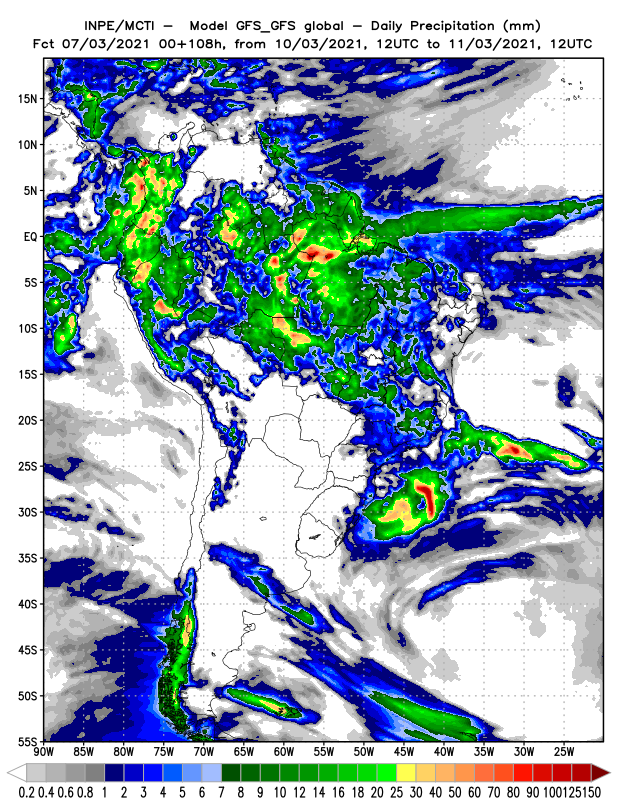 INPE/MCTI – Model GFS_GFS global – Daily Precipitation (mm)
Fct 07/03/2021 00+108h, from 10/03/2021, 12UTC to 11/03/2021, 12UTC
15N
10N
5N
EQ
5S
10S
15S
20S
25S
30S
35S
40S
45S
50S
55S
90W 85W 80W 75W 70W 65W 60W 55W 50W 45W 40W 35W 30W 25W
0.2 0.4 0.6 0.8 1 2 3 4 5 6 7 8 9 10 12 14 16 18 20 25 30 40 50 60 70 80 90 100 125 150